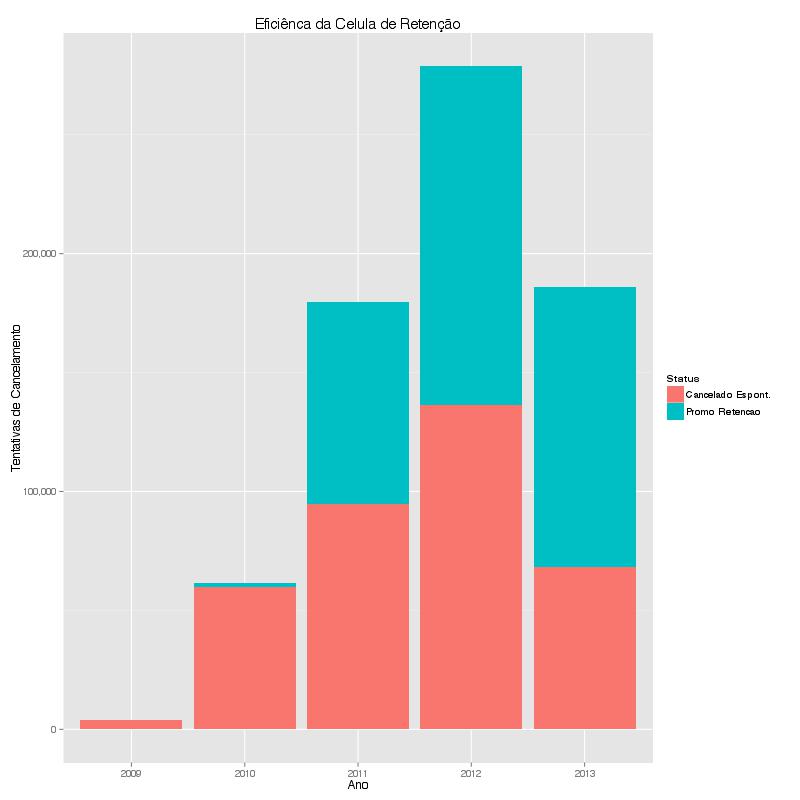 Eficiênca da Celula de Retenção
Tentativas de Cancelamento
200,000
100,000
0
2009
2010
2011
2012
2013
Ano
Status
Cancelado Espont.
Promo Retencao